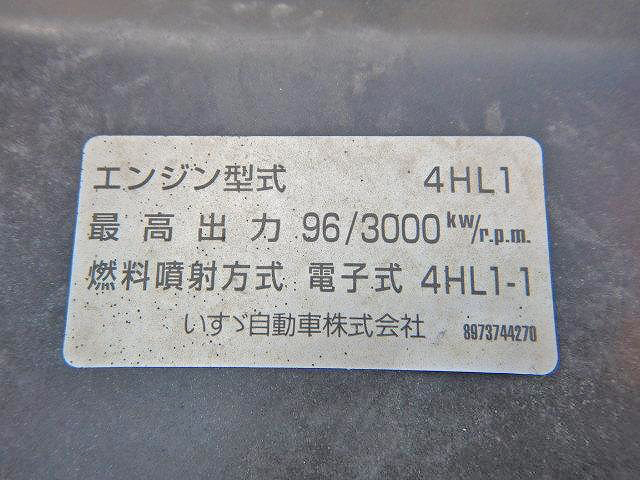 エンジン型式 4HL1
最高出力 96/3000 kw/r.p.m.
燃料噴射方式 電子式 4HL1-1
いすゞ自動車株式会社 8973744270